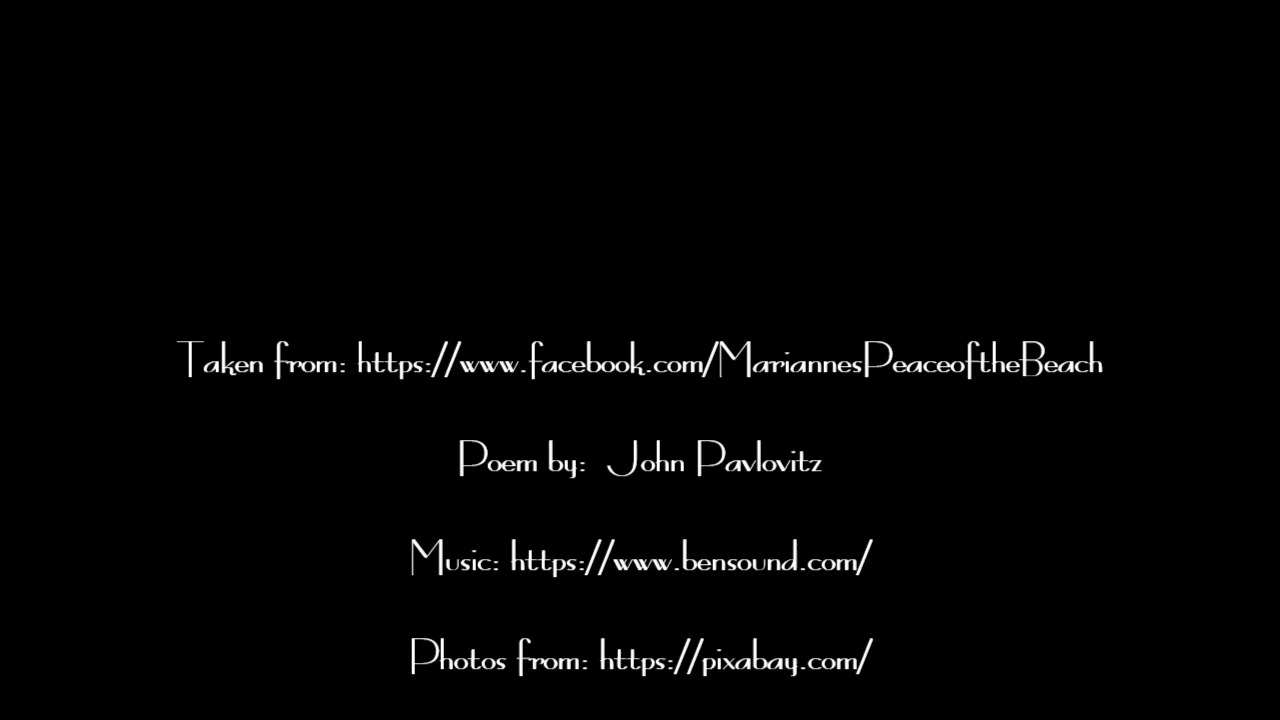 Taken from: https://www.facebook.com/MariannesPeaceoftheBeach
Poem by: John Pavlovitz
Music: https://www.bensound.com/
Photos from: https://pixabay.com/